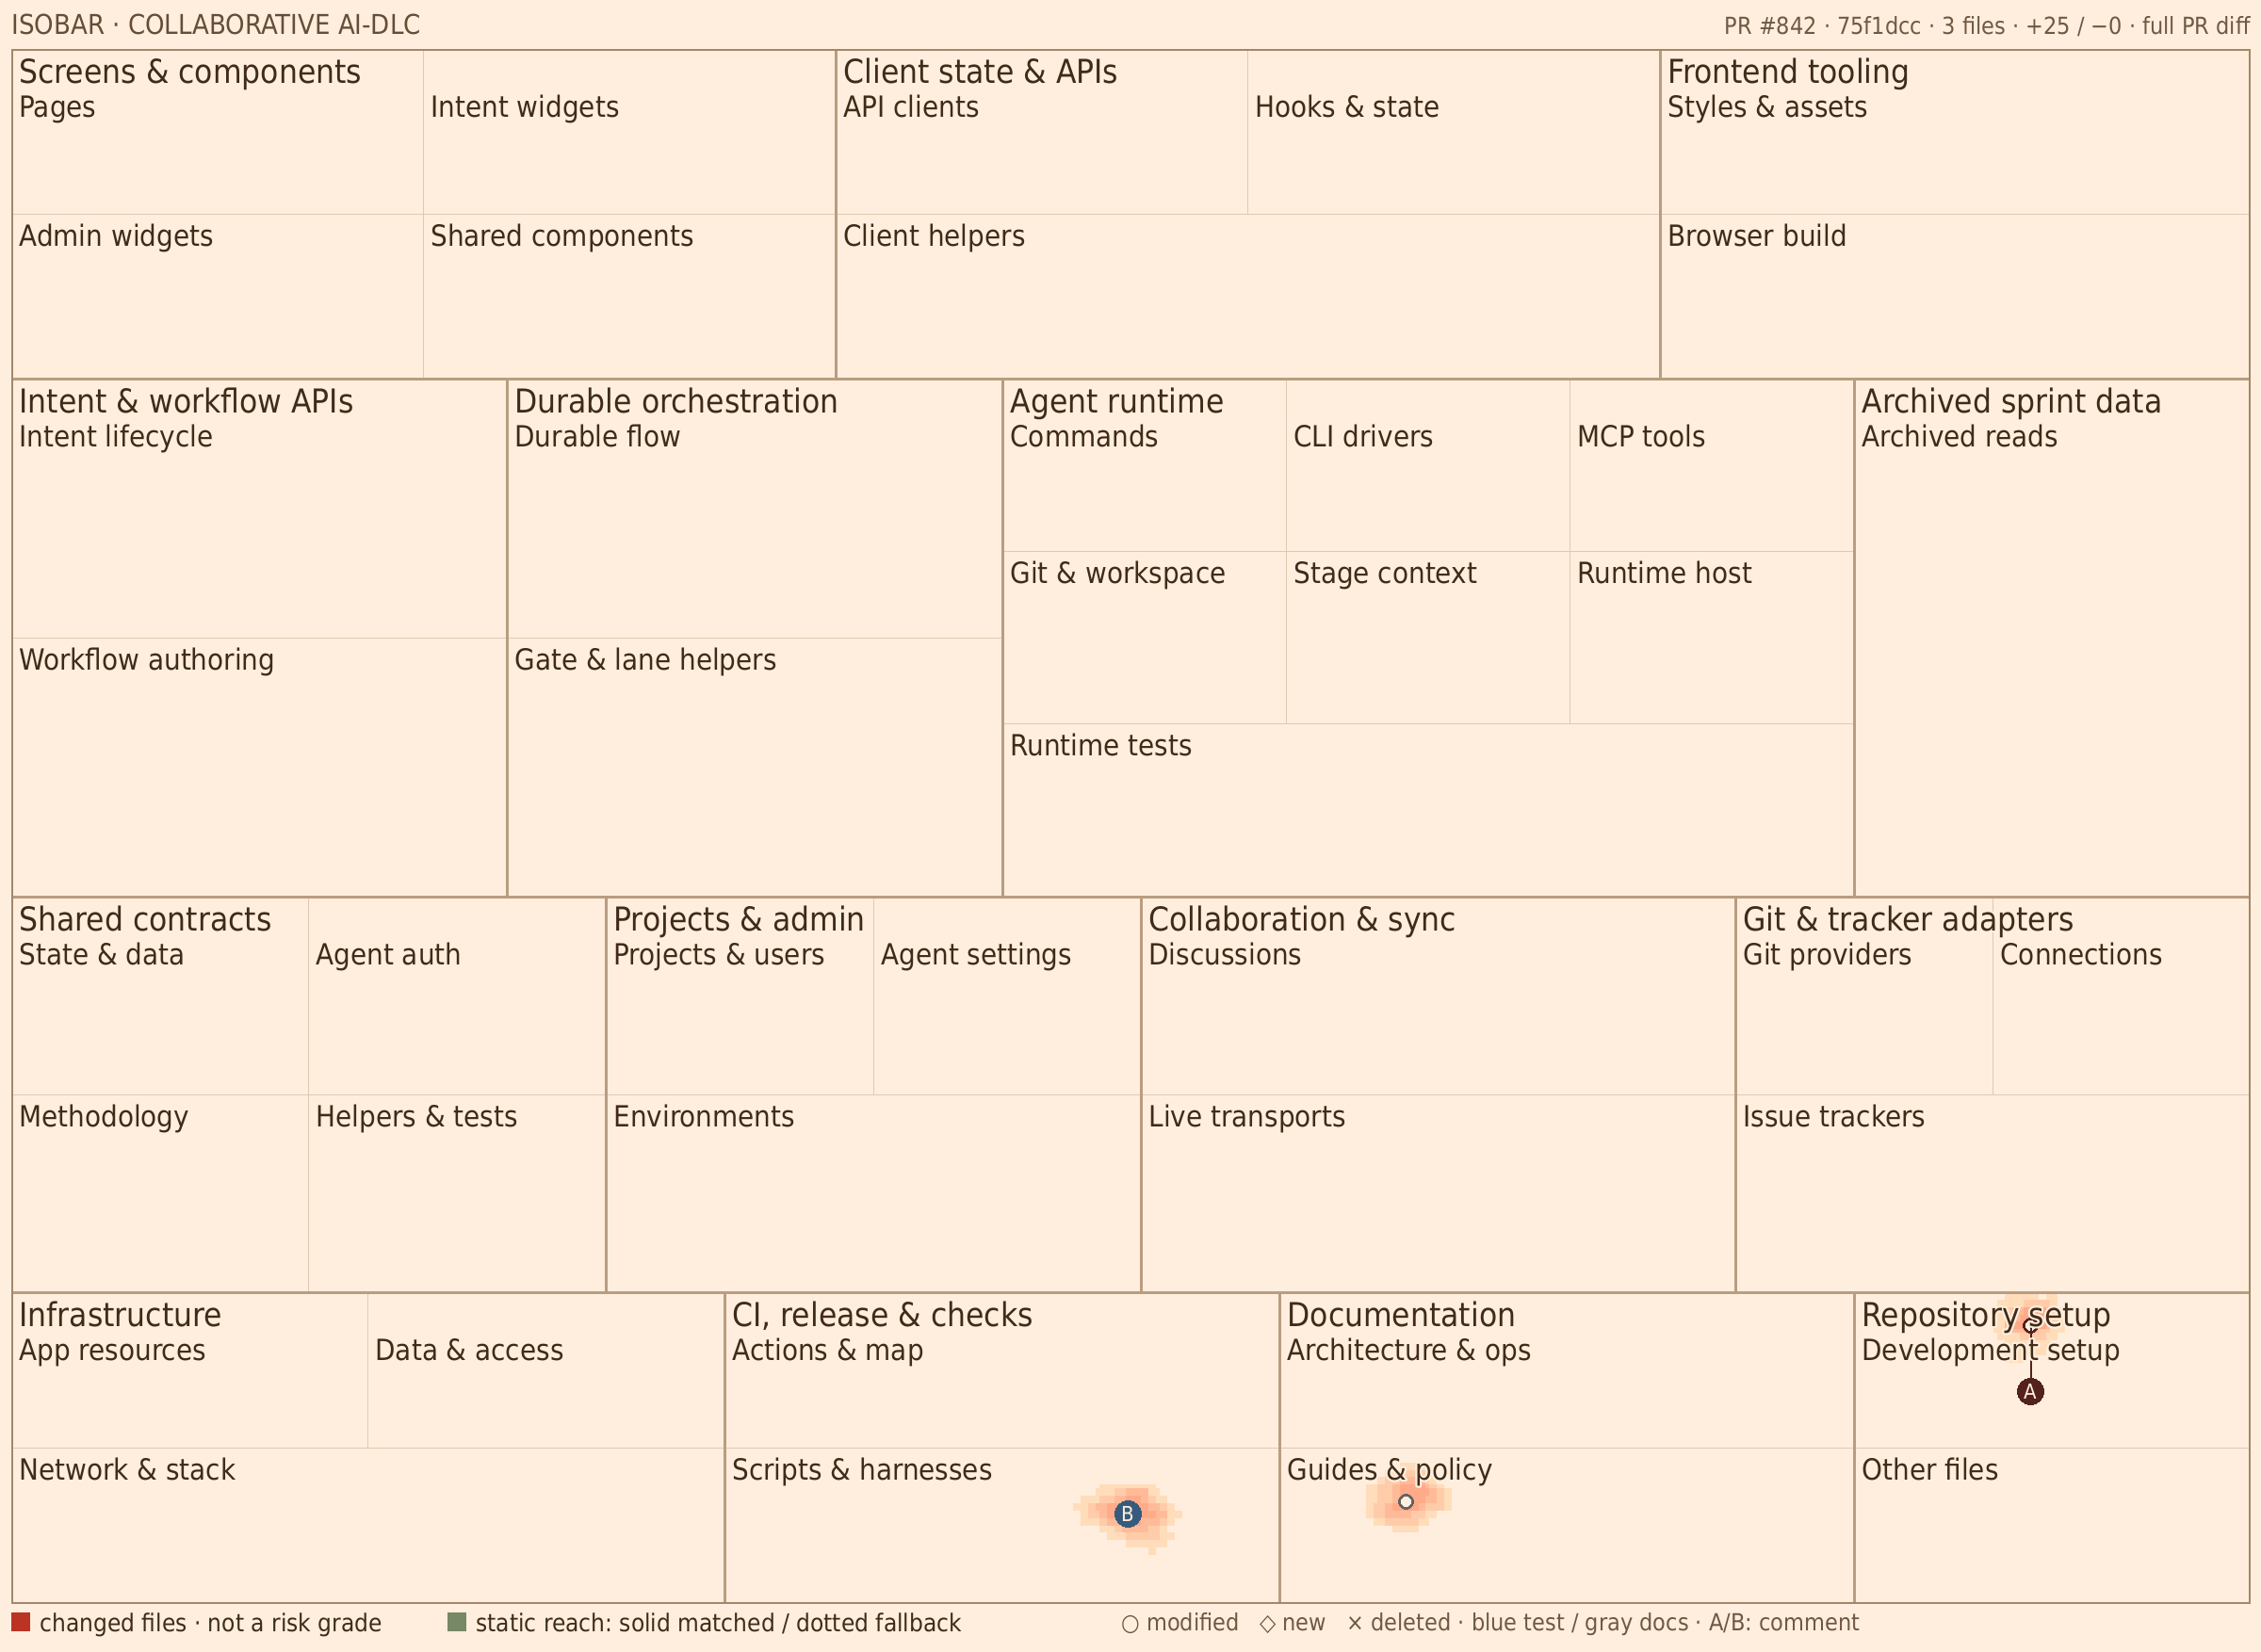 ISOBAR · COLLABORATIVE AI-DLC
PR #842 · 75f1dcc · 3 files · +25 / −0 · full PR diff
Screens & components
Pages
Intent widgets
Admin widgets
Shared components
Client state & APIs
API clients
Hooks & state
Client helpers
Frontend tooling
Styles & assets
Browser build
Intent & workflow APIs
Intent lifecycle
Workflow authoring
Durable orchestration
Durable flow
Gate & lane helpers
Agent runtime
Commands
CLI drivers
MCP tools
Git & workspace
Stage context
Runtime host
Runtime tests
Archived sprint data
Archived reads
Shared contracts
State & data
Agent auth
Methodology
Helpers & tests
Projects & admin
Projects & users
Agent settings
Environments
Collaboration & sync
Discussions
Live transports
Git & tracker adapters
Git providers
Connections
Issue trackers
Infrastructure
App resources
Data & access
Network & stack
CI, release & checks
Actions & map
Scripts & harnesses
B
Documentation
Architecture & ops
Guides & policy
Repository setup
Development setup
A
Other files
changed files · not a risk grade
static reach: solid matched / dotted fallback
○ modified ◇ new × deleted · blue test / gray docs · A/B: comment